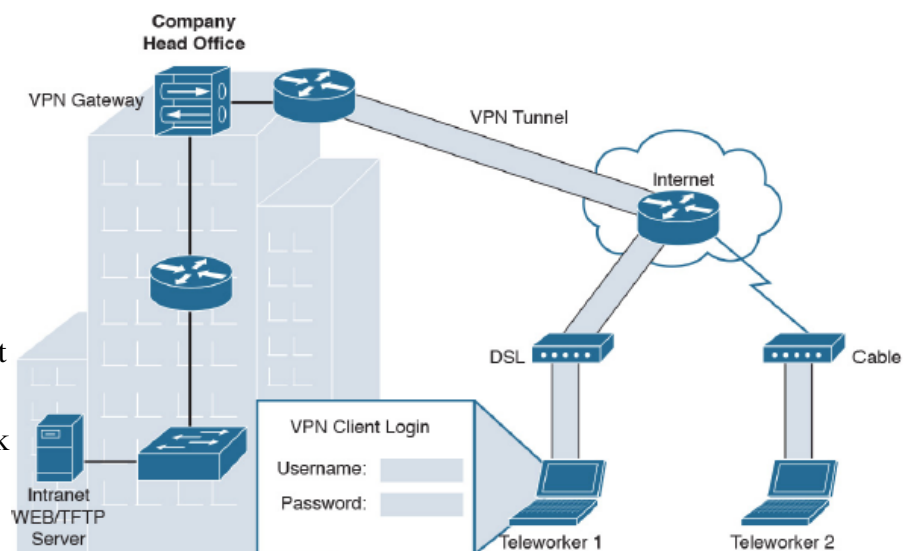 Company
Head Office
VPN Gateway
VPN Tunnel
Internet
DSL
Cable
t
k
VPN Client Login
Username:
Password:
Intranet
WEB/TFTP
Server
Teleworker 1
Teleworker 2